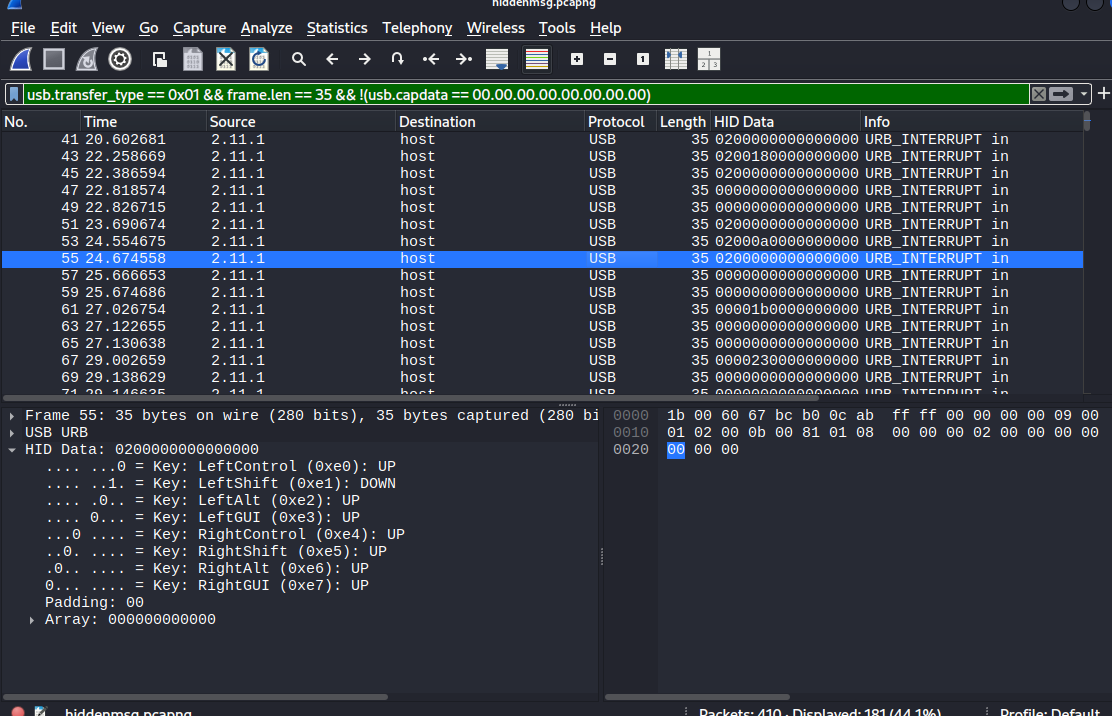 hiddenmsg.pcapng
File Edit View Go Capture Analyze Statistics Telephony Wireless Tools Help
usb.transfer_type == 0x01 && frame.len == 35 && !(usb.capdata == 00.00.00.00.00.00.00.00)
No. Time Source Destination Protocol Length HID Data Info
41 20.602681 2.11.1 host USB 35 0200000000000000 URB_INTERRUPT in
43 22.258669 2.11.1 host USB 35 0200180000000000 URB_INTERRUPT in
45 22.386594 2.11.1 host USB 35 0200000000000000 URB_INTERRUPT in
47 22.818574 2.11.1 host USB 35 0000000000000000 URB_INTERRUPT in
49 22.826715 2.11.1 host USB 35 0000000000000000 URB_INTERRUPT in
51 23.690674 2.11.1 host USB 35 0200000000000000 URB_INTERRUPT in
53 24.554675 2.11.1 host USB 35 02000a0000000000 URB_INTERRUPT in
55 24.674558 2.11.1 host USB 35 0200000000000000 URB_INTERRUPT in
57 25.666653 2.11.1 host USB 35 0000000000000000 URB_INTERRUPT in
59 25.674686 2.11.1 host USB 35 0000000000000000 URB_INTERRUPT in
61 27.026754 2.11.1 host USB 35 00001b0000000000 URB_INTERRUPT in
63 27.122655 2.11.1 host USB 35 0000000000000000 URB_INTERRUPT in
65 27.130638 2.11.1 host USB 35 0000000000000000 URB_INTERRUPT in
67 29.002659 2.11.1 host USB 35 0000230000000000 URB_INTERRUPT in
69 29.138629 2.11.1 host USB 35 0000000000000000 URB_INTERRUPT in
Frame 55: 35 bytes on wire (280 bits), 35 bytes captured (280 bi
USB URB
HID Data: 0200000000000000
.... ...0 = Key: LeftControl (0xe0): UP
.... ..1. = Key: LeftShift (0xe1): DOWN
.... .0.. = Key: LeftAlt (0xe2): UP
.... 0... = Key: LeftGUI (0xe3): UP
...0 .... = Key: RightControl (0xe4): UP
..0. .... = Key: RightShift (0xe5): UP
.0.. .... = Key: RightAlt (0xe6): UP
0... .... = Key: RightGUI (0xe7): UP
Padding: 00
Array: 000000000000
0000 1b 00 60 67 bc b0 0c ab ff ff 00 00 00 00 09 00
0010 01 02 00 0b 00 81 01 08 00 00 00 02 00 00 00 00
0020 00 00 00
hiddenmsg.pcapng
Packets: 410 · Displayed: 181 (44.1%)
Profile: Default